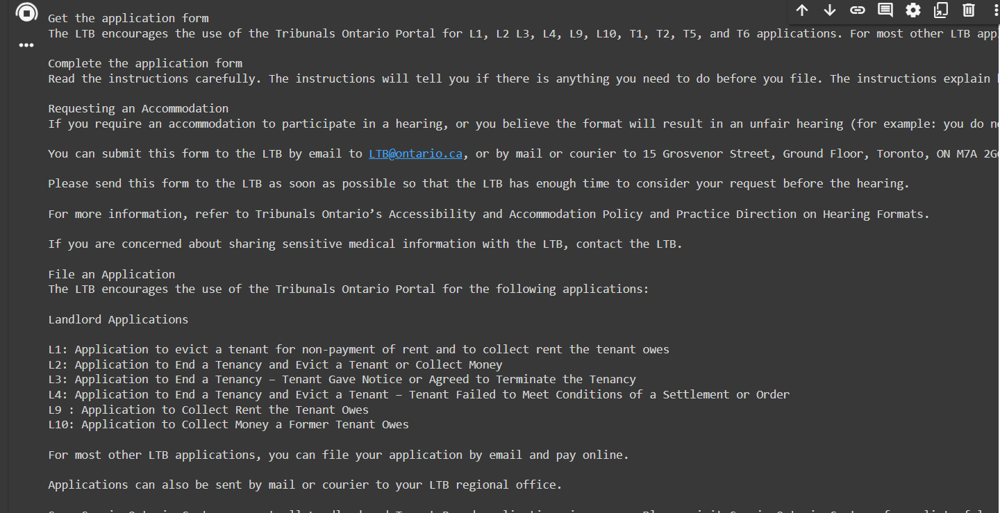 Get the application form
The LTB encourages the use of the Tribunals Ontario Portal for L1, L2 L3, L4, L9, L10, T1, T2, T5, and T6 applications. For most other LTB
Complete the application form
Read the instructions carefully. The instructions will tell you if there is anything you need to do before you file. The instructions explain
Requesting an Accommodation
If you require an accommodation to participate in a hearing, or you believe the format will result in an unfair hearing (for example: you do
You can submit this form to the LTB by email to LTB@ontario.ca, or by mail or courier to 15 Grosvenor Street, Ground Floor, Toronto, ON M7A
Please send this form to the LTB as soon as possible so that the LTB has enough time to consider your request before the hearing.
For more information, refer to Tribunals Ontario’s Accessibility and Accommodation Policy and Practice Direction on Hearing Formats.
If you are concerned about sharing sensitive medical information with the LTB, contact the LTB.
File an Application
The LTB encourages the use of the Tribunals Ontario Portal for the following applications:
Landlord Applications
L1: Application to evict a tenant for non-payment of rent and to collect rent the tenant owes
L2: Application to End a Tenancy and Evict a Tenant or Collect Money
L3: Application to End a Tenancy – Tenant Gave Notice or Agreed to Terminate the Tenancy
L4: Application to End a Tenancy and Evict a Tenant – Tenant Failed to Meet Conditions of a Settlement or Order
L9 : Application to Collect Rent the Tenant Owes
L10: Application to Collect Money a Former Tenant Owes
For most other LTB applications, you can file your application by email and pay online.
Applications can also be sent by mail or courier to your LTB regional office.